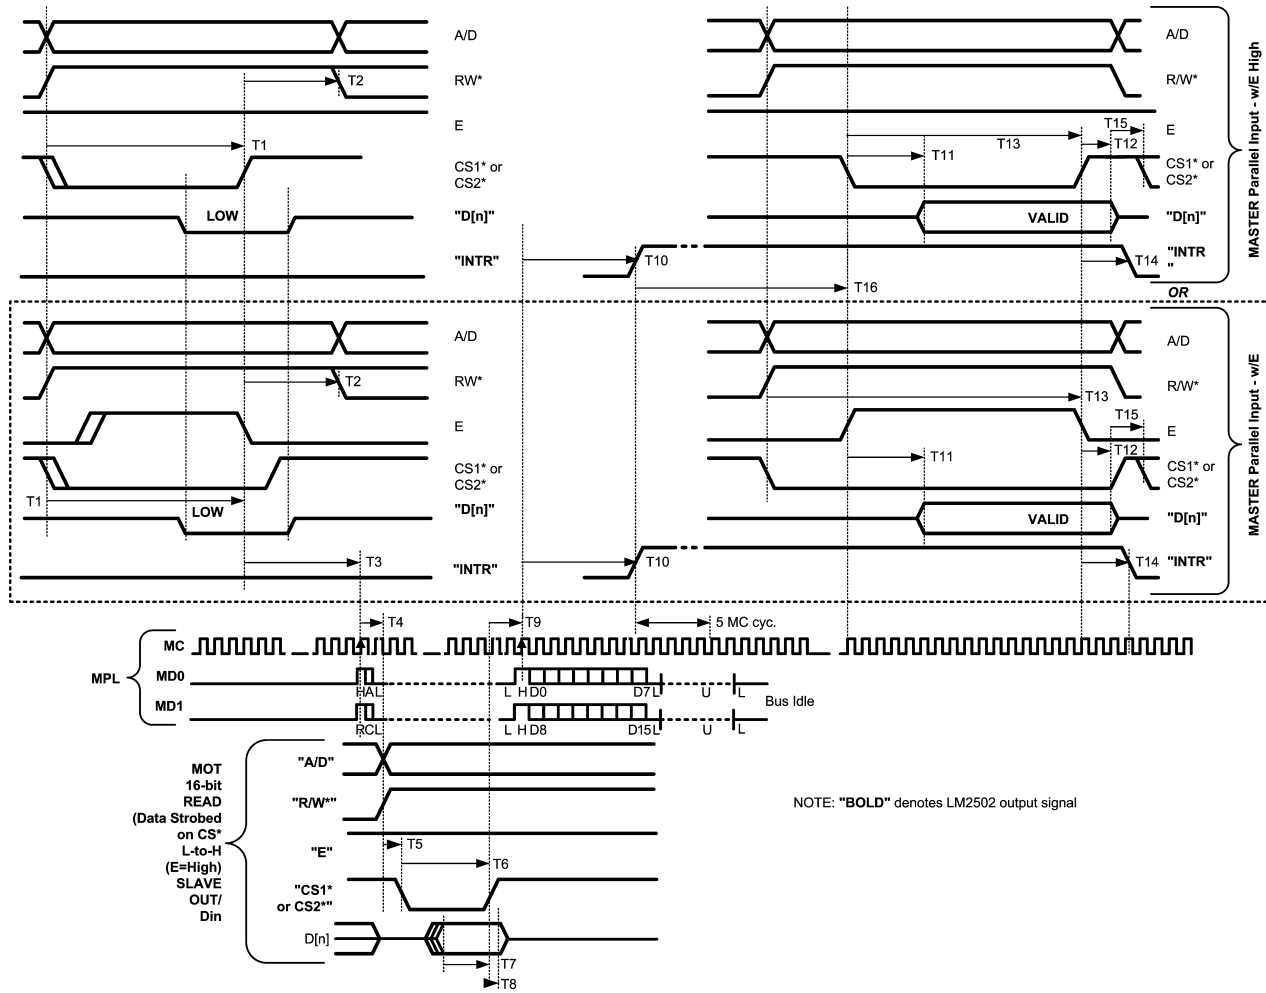 A/D
RW*
T2
E
T1
CS1* or
CS2*
LOW
"D[n]"
"INTR"
T10
T16
A/D
R/W*
T15
E
T13
T12
T11
CS1* or
CS2*
VALID
"D[n]"
"INTR
"
T14
OR
MASTER Parallel Input - w/E High
A/D
RW*
T2
E
CS1* or
CS2*
T1
LOW
"D[n]"
T3
"INTR"
T10
A/D
R/W*
T13
T15
E
T12
T11
CS1* or
CS2*
VALID
"D[n]"
T14
"INTR"
MASTER Parallel Input - w/E
T4
T9
5 MC cyc.
MPL
MC
MD0
HAL
L H D0
D7 L
U
L
Bus Idle
MD1
RCL
L H D8
D15L
U
L
MOT
16-bit
READ
(Data Strobed
on CS*
L-to-H
(E=High)
SLAVE
OUT/
Din
"A/D"
"R/W*"
"E"
T5
T6
"CS1*
or CS2*"
D[n]
T7
T8
NOTE: "BOLD" denotes LM2502 output signal